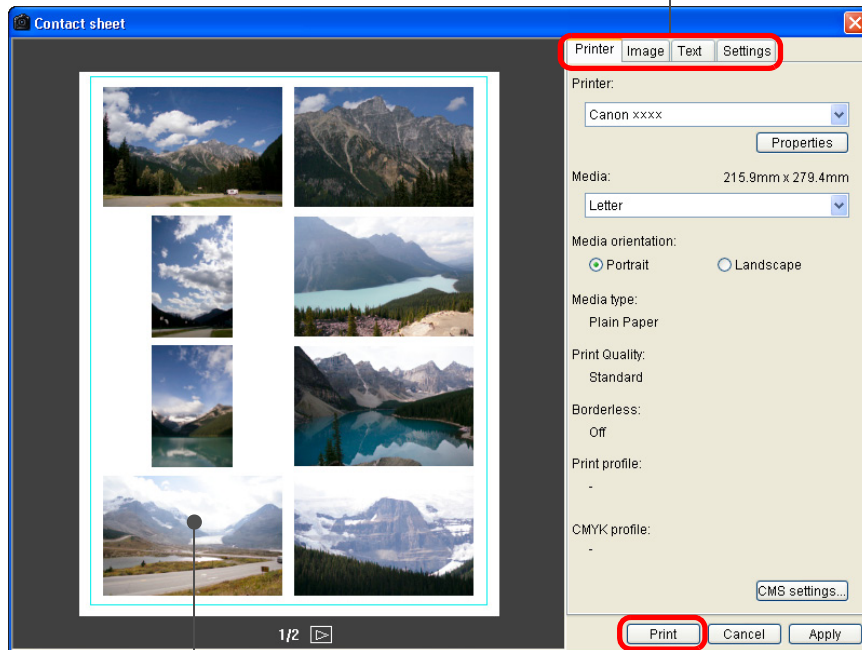 Contact sheet
Printer Image Text Settings
Printer:
Canon xxxx
Properties
Media: 215.9mm x 279.4mm
Letter
Media orientation:
Portrait Landscape
Media type:
Plain Paper
Print Quality:
Standard
Borderless:
Off
Print profile:
-
CMYK profile:
-
CMS settings...
1/2
Print Cancel Apply